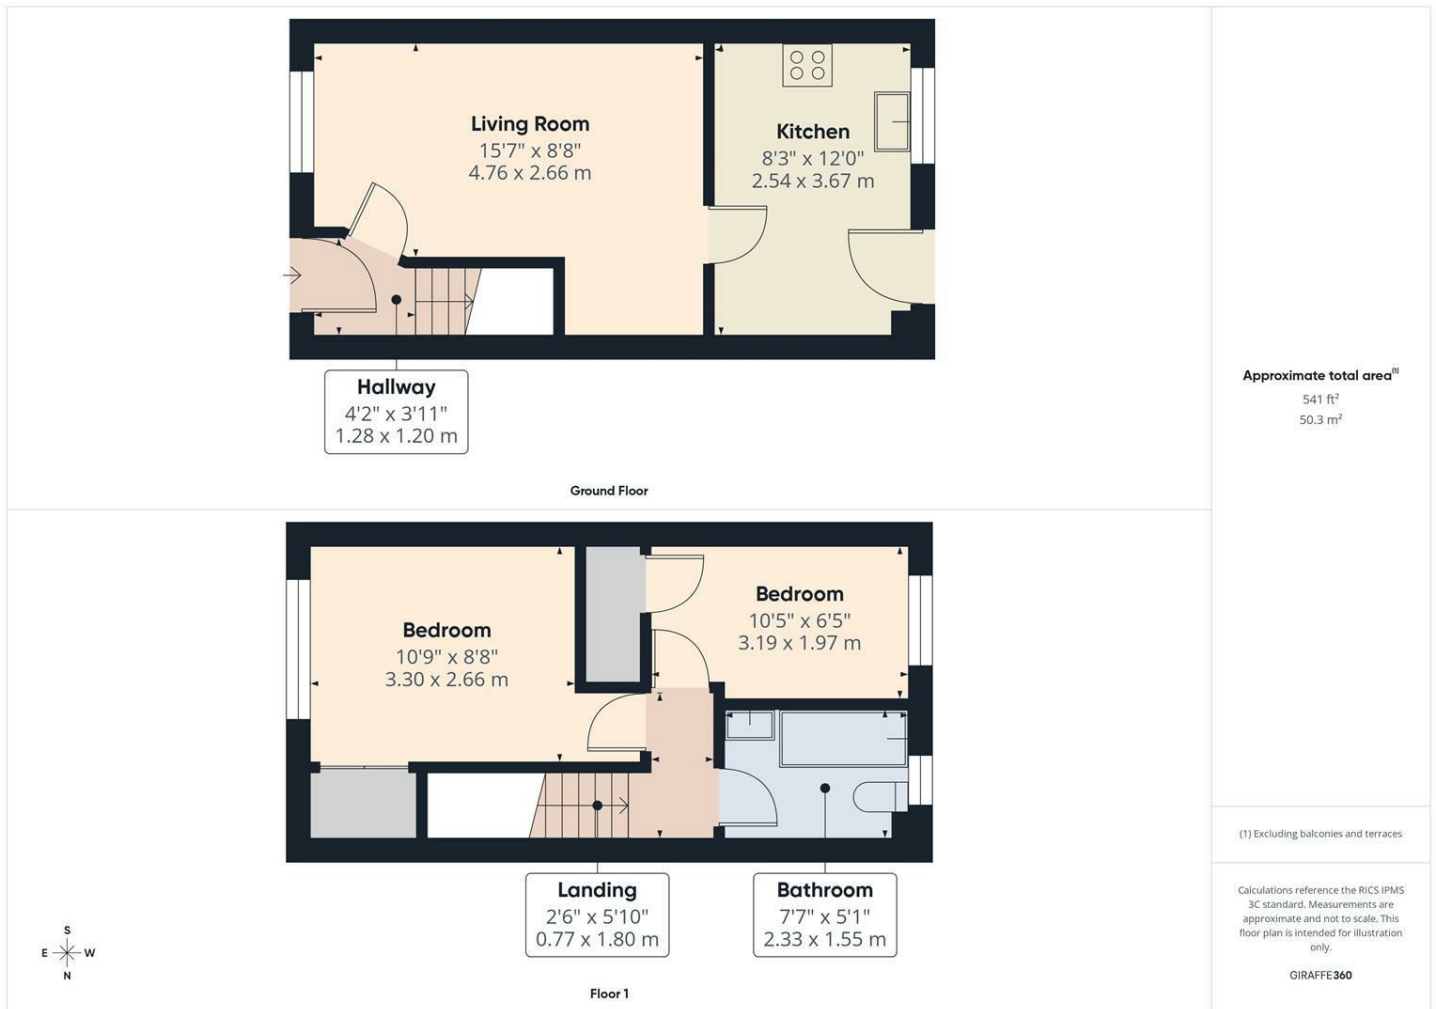 Living Room
15'7" x 8'8"
4.76 x 2.66 m
Kitchen
8'3" x 12'0"
2.54 x 3.67 m
Hallway
4'2" x 3'11"
1.28 x 1.20 m
Ground Floor
Bedroom
10'9" x 8'8"
3.30 x 2.66 m
Bedroom
10'5" x 6'5"
3.19 x 1.97 m
Landing
2'6" x 5'10"
0.77 x 1.80 m
Bathroom
7'7" x 5'1"
2.33 x 1.55 m
S
E W
N
Floor 1
Approximate total area(1)
541 ft²
50.3 m²
(1) Excluding balconies and terraces
Calculations reference the RICS IPMS
3C standard. Measurements are
approximate and not to scale. This
floor plan is intended for illustration
only.
GIRAFFE360